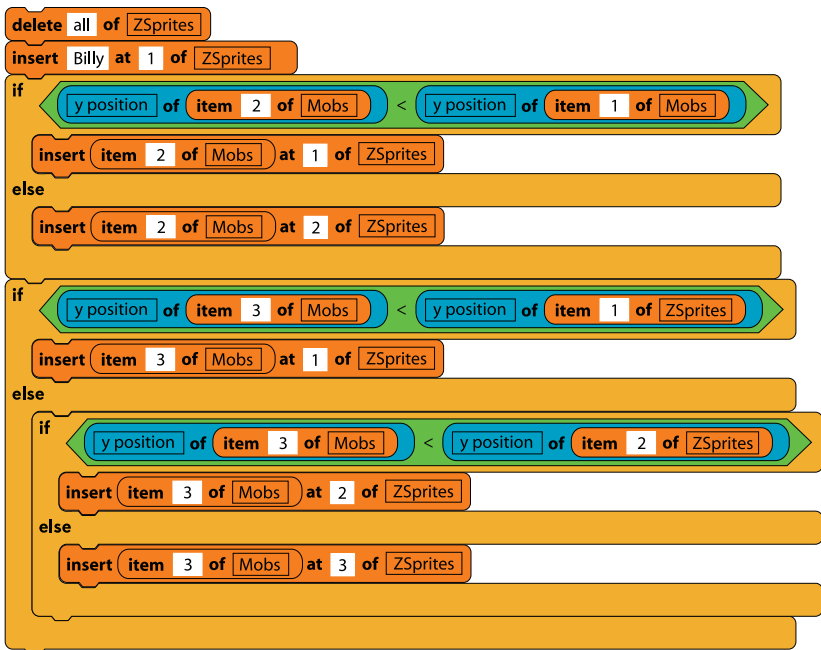 delete all of ZSprites
insert Billy at 1 of ZSprites
if
y position of item 2 of Mobs < y position of item 1 of Mobs
insert item 2 of Mobs at 1 of ZSprites
else
insert item 2 of Mobs at 2 of ZSprites
if
y position of item 3 of Mobs < y position of item 1 of ZSprites
insert item 3 of Mobs at 1 of ZSprites
else
if
y position of item 3 of Mobs < y position of item 2 of ZSprites
insert item 3 of Mobs at 2 of ZSprites
else
insert item 3 of Mobs at 3 of ZSprites